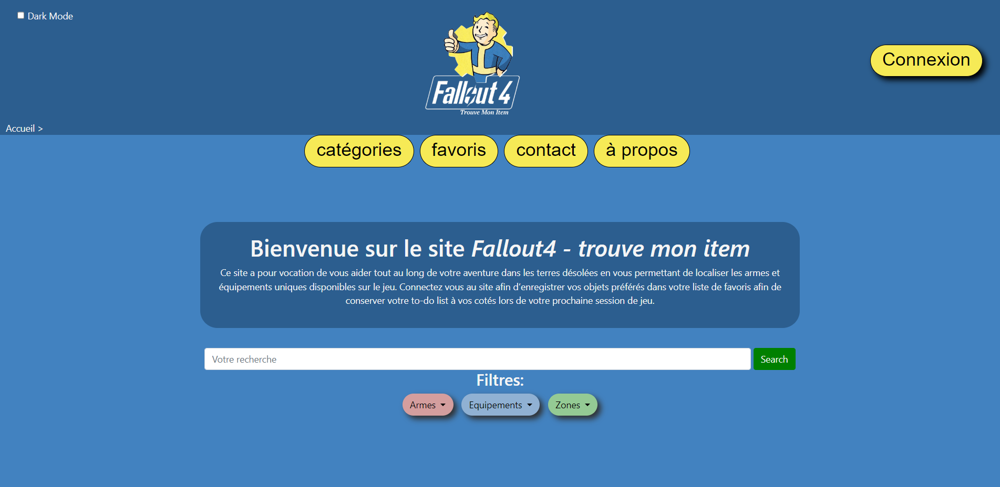 Dark Mode
Fallout 4
Trouve Mon Item
Connexion
Accueil >
catégories
favoris
contact
à propos
Bienvenue sur le site Fallout4 - trouve mon item
Ce site a pour vocation de vous aider tout au long de votre aventure dans les terres désolées en vous permettant de localiser les armes et
équipements uniques disponibles sur le jeu. Connectez vous au site afin d’enregistrer vos objets préférés dans votre liste de favoris afin de
conserver votre to-do list à vos cotés lors de votre prochaine session de jeu.
Votre recherche
Search
Filtres:
Armes
Equipements
Zones